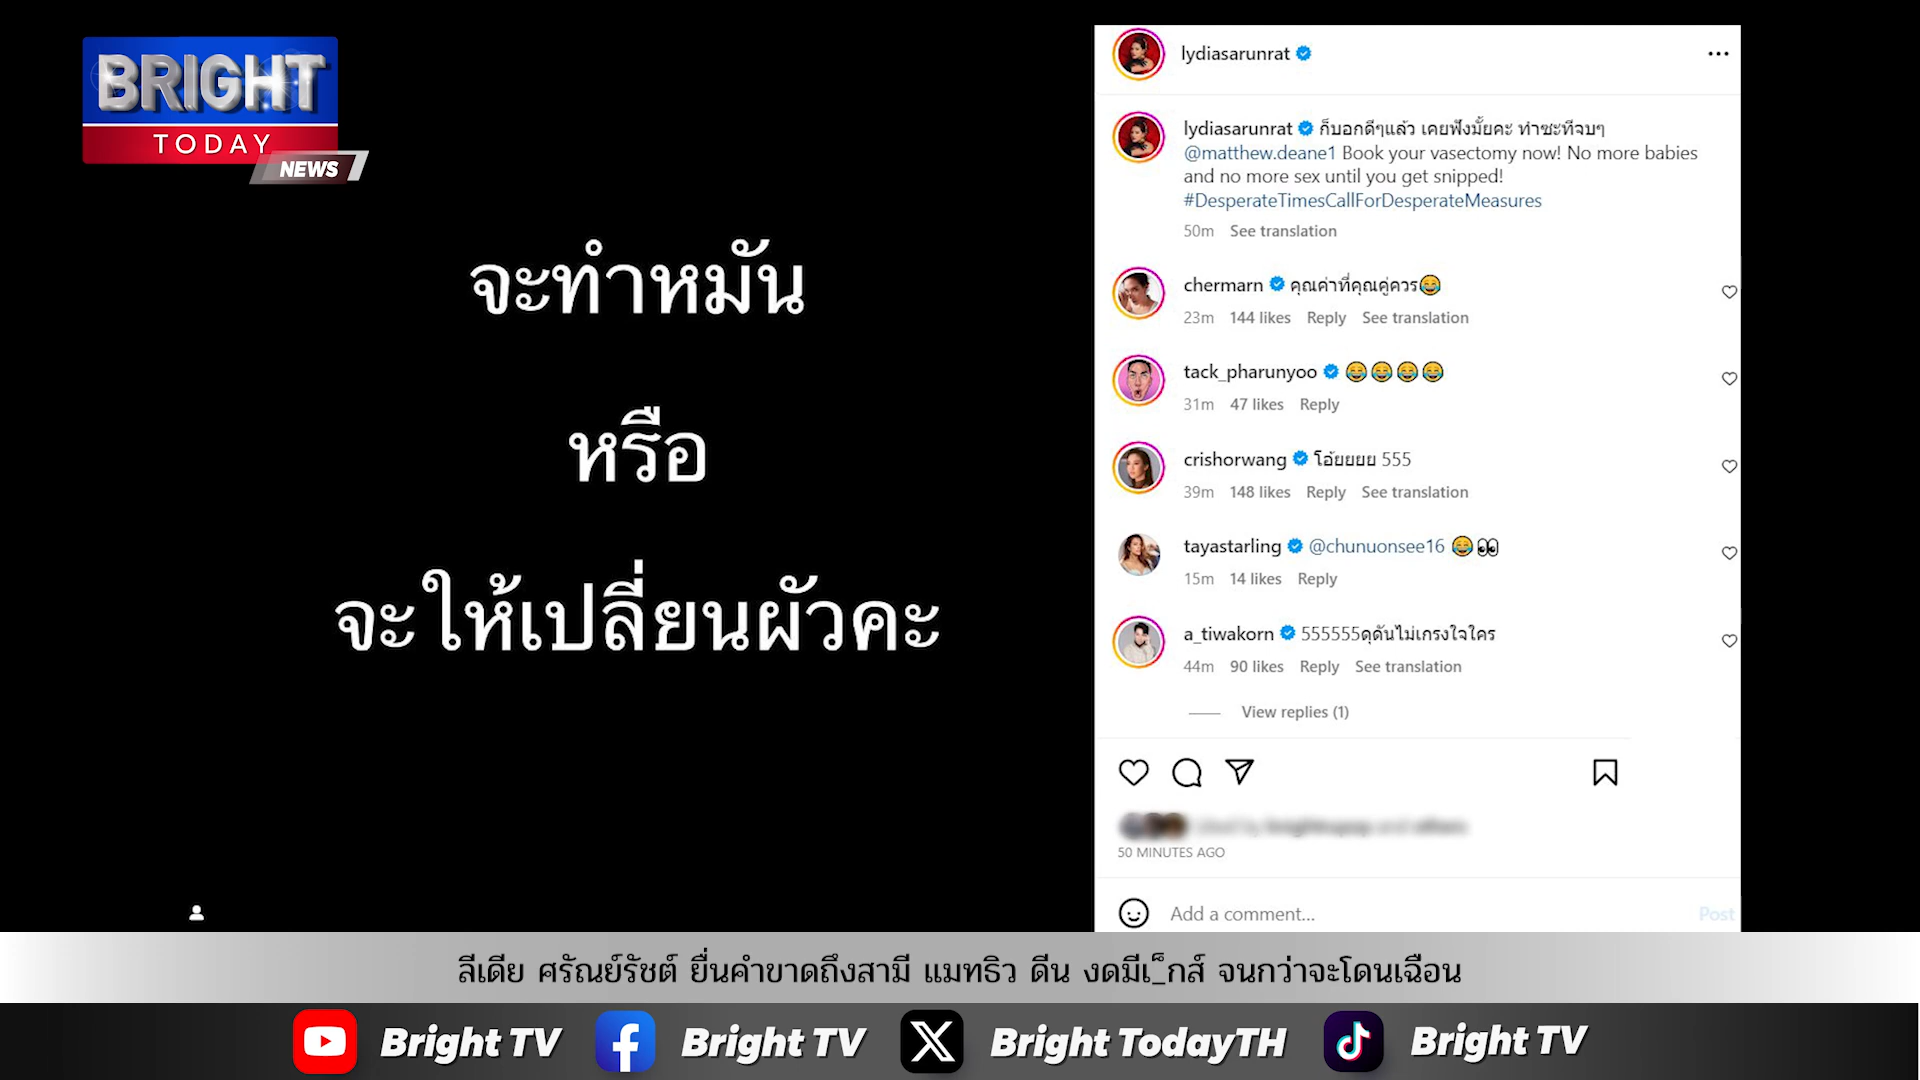 BRIGHT
TODAY
NEWS
จะทำหมัน
หรือ
จะให้เปลี่ยนผัวคะ
lydiasarunrat
lydiasarunrat ก็บอกดีๆแล้ว เคยฟังมั้ยคะ ทำซะทีจบๆ
@matthew.deane1 Book your vasectomy now! No more babies
and no more sex until you get snipped!
#DesperateTimesCallForDesperateMeasures
50m See translation
chermarn คุณค่าที่คุณคู่ควร😂
23m 144 likes Reply See translation
tack_pharunyoo 😂😂😂😂
31m 47 likes Reply
crishorwang โอ้ยยยย 555
39m 148 likes Reply See translation
tayastarling @chunuonsee16 😂👀
15m 14 likes Reply
a_tiwakorn 555555ดุดันไม่เกรงใจใคร
44m 90 likes Reply See translation
View replies (1)
50 MINUTES AGO
Add a comment... Post
ลีเดีย ศรัณย์รัชต์ ยื่นคำขาดถึงสามี แมทธิว ดีน งดมีเ_็กส์ จนกว่าจะโดนเฉือน
Bright TV Bright TV Bright TodayTH Bright TV